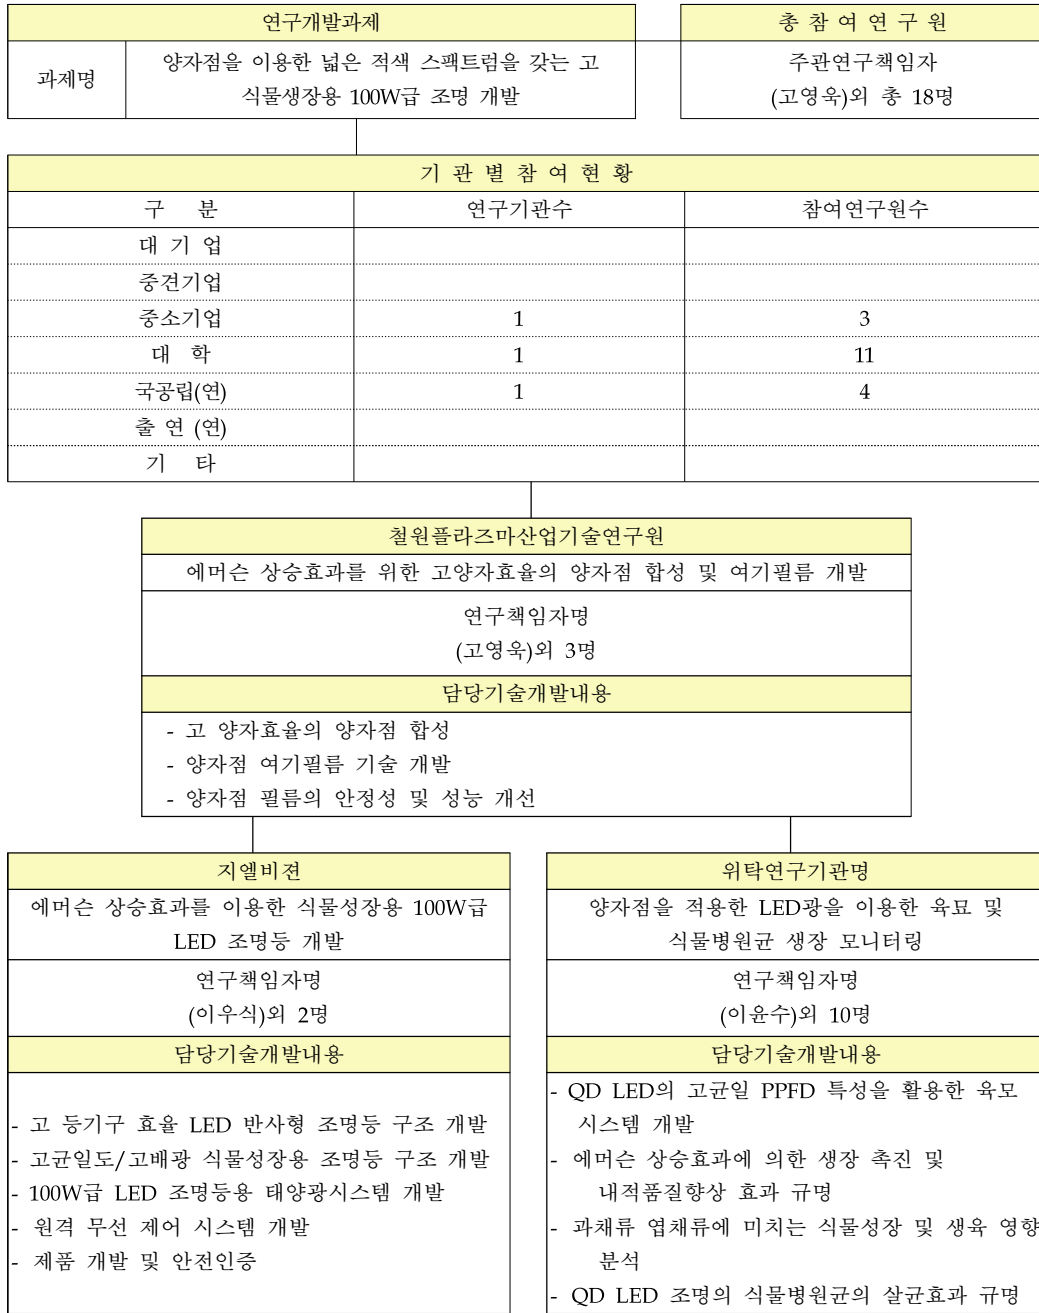 연구개발과제
총 참 여 연 구 원
과제명
양자점을 이용한 넓은 적색 스팩트럼을 갖는 고
식물생장용 100W급 조명 개발
주관연구책임자
(고영욱)외 총 18명
기 관 별 참 여 현 황
구 분 연구기관수 참여연구원수
대 기 업
중견기업
중소기업 1 3
대 학 1 11
국공립(연) 1 4
출 연 (연)
기 타
철원플라즈마산업기술연구원
에머슨 상승효과를 위한 고양자효율의 양자점 합성 및 여기필름 개발
연구책임자명
(고영욱)외 3명
담당기술개발내용
- 고 양자효율의 양자점 합성
- 양자점 여기필름 기술 개발
- 양자점 필름의 안정성 및 성능 개선
지엘비젼
에머슨 상승효과를 이용한 식물성장용 100W급
LED 조명등 개발
연구책임자명
(이우식)외 2명
담당기술개발내용
- 고 등기구 효율 LED 반사형 조명등 구조 개발
- 고균일도/고배광 식물성장용 조명등 구조 개발
- 100W급 LED 조명등용 태양광시스템 개발
- 원격 무선 제어 시스템 개발
- 제품 개발 및 안전인증
위탁연구기관명
양자점을 적용한 LED광을 이용한 육묘 및
식물병원균 생장 모니터링
연구책임자명
(이윤수)외 10명
담당기술개발내용
- QD LED의 고균일 PPFD 특성을 활용한 육모
시스템 개발
- 에머슨 상승효과에 의한 생장 촉진 및
내적품질향상 효과 규명
- 과채류 엽채류에 미치는 식물성장 및 생육 영향
분석
- QD LED 조명의 식물병원균의 살균효과 규명